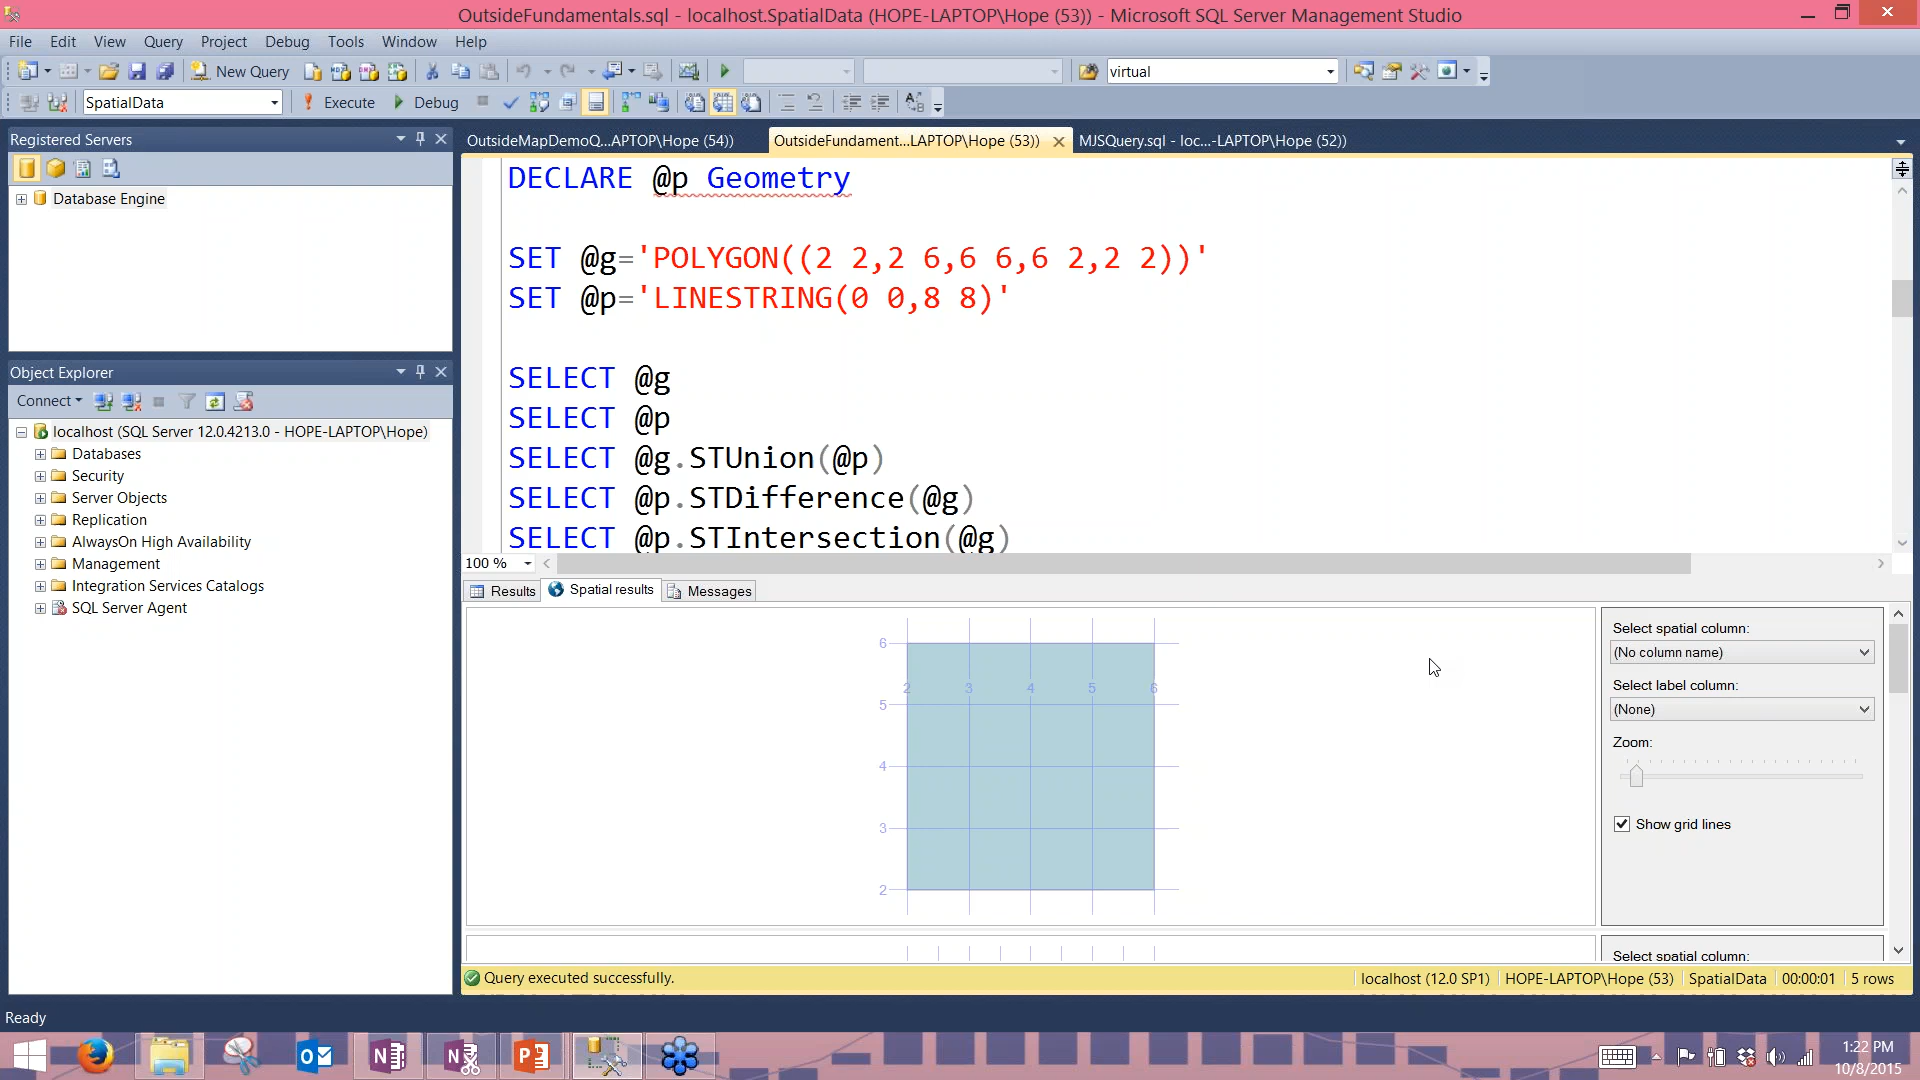 OutsideFundamentals.sql - localhost.SpatialData (HOPE-LAPTOP\Hope (53)) - Microsoft SQL Server Management Studio
File Edit View Query Project Debug Tools Window Help
New Query virtual
SpatialData Execute Debug
Registered Servers
Database Engine
Object Explorer
Connect
localhost (SQL Server 12.0.4213.0 - HOPE-LAPTOP\Hope)
Databases
Security
Server Objects
Replication
AlwaysOn High Availability
Management
Integration Services Catalogs
SQL Server Agent
OutsideMapDemoQ...APTOP\Hope (54)) OutsideFundament...LAPTOP\Hope (53)) MJSQuery.sql - loc...-LAPTOP\Hope (52))
DECLARE @p Geometry
SET @g='POLYGON((2 2,2 6,6 6,6 2,2 2))'
SET @p='LINESTRING(0 0,8 8)'
SELECT @g
SELECT @p
SELECT @g.STUnion(@p)
SELECT @p.STDifference(@g)
SELECT @p.STIntersection(@g)
100 %
Results Spatial results Messages
6
2 3 4 5 6
5
4
3
2
Select spatial column:
(No column name)
Select label column:
(None)
Zoom:
Show grid lines
Select spatial column:
Query executed successfully. localhost (12.0 SP1) HOPE-LAPTOP\Hope (53) SpatialData 00:00:01 5 rows
Ready
1:22 PM
10/8/2015